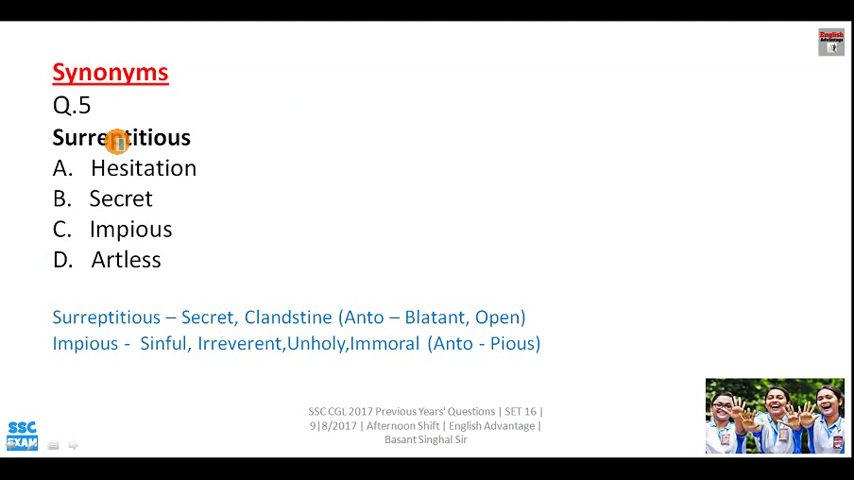 English
Advantage
Synonyms
Q.5
Surreptitious
A. Hesitation
B. Secret
C. Impious
D. Artless
Surreptitious – Secret, Clandstine (Anto – Blatant, Open)
Impious - Sinful, Irreverent,Unholy,Immoral (Anto - Pious)
SSC CGL 2017 Previous Years' Questions | SET 16 |
9|8/2017 | Afternoon Shift | English Advantage |
Basant Singhal Sir
SSC
EXAM